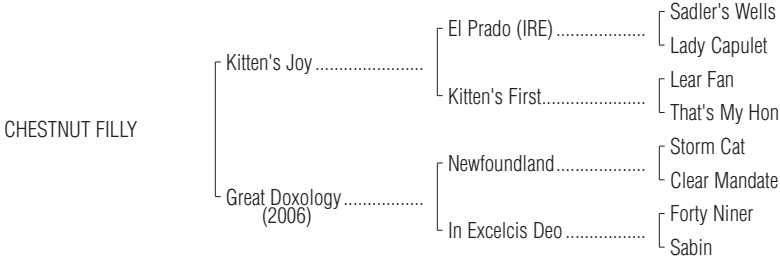 Sadler's Wells
El Prado (IRE) ...................
Lady Capulet
Kitten's Joy .......................
Lear Fan
Kitten's First......................
That's My Hon
CHESTNUT FILLY
Storm Cat
Newfoundland...................
Clear Mandate
Great Doxology .................
(2006)
Forty Niner
In Excelcis Deo .................
Sabin